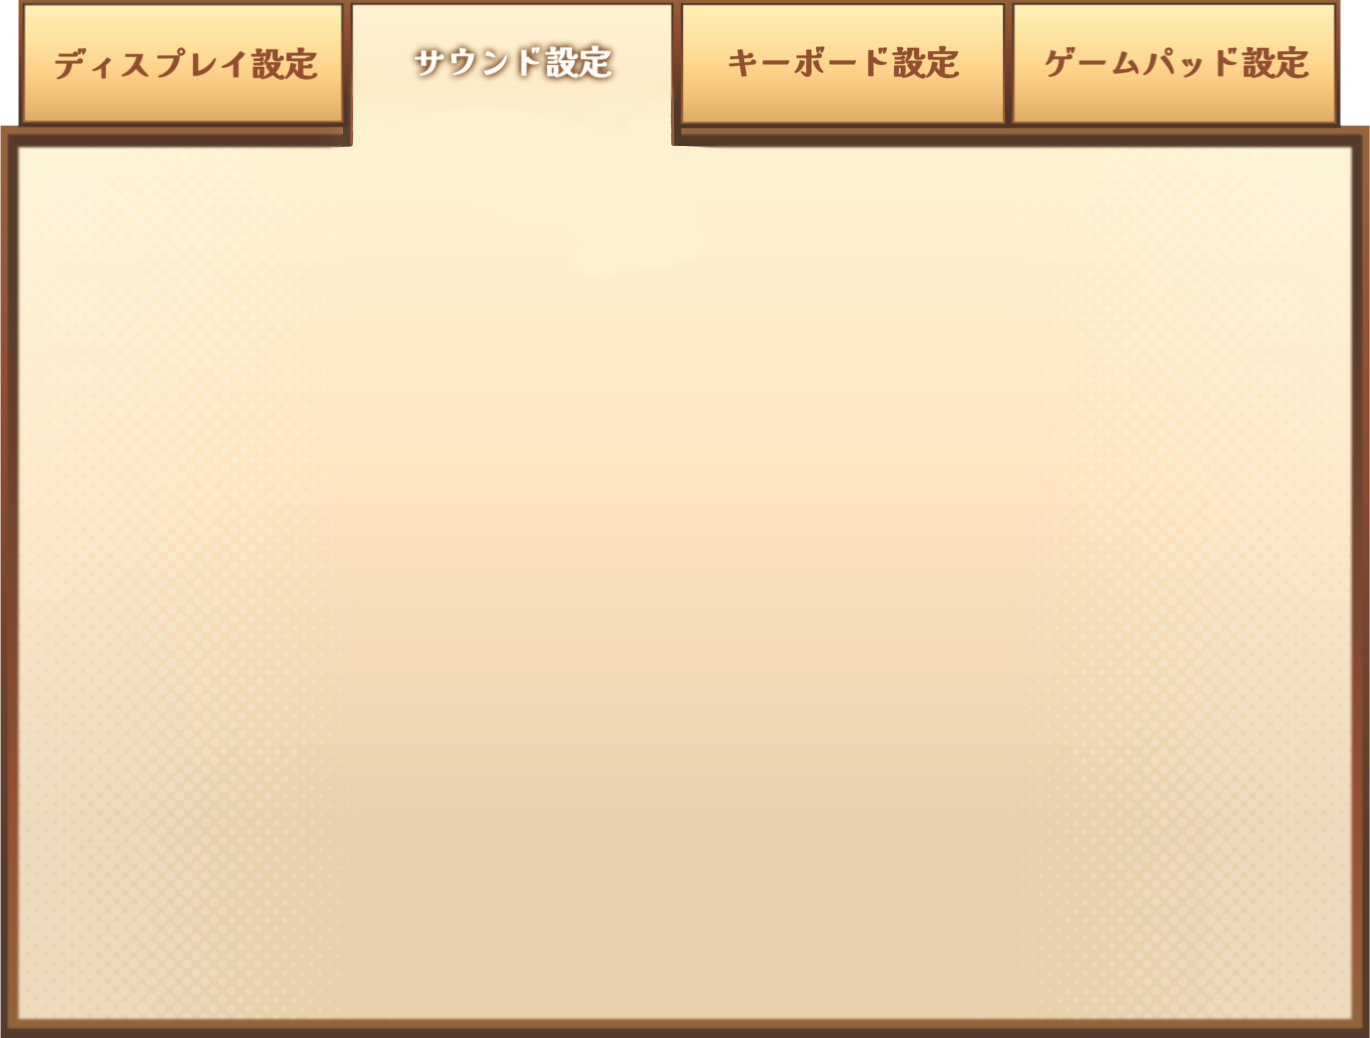 ディスプレイ設定
サウンド設定
キーボード設定
ゲームパッド設定